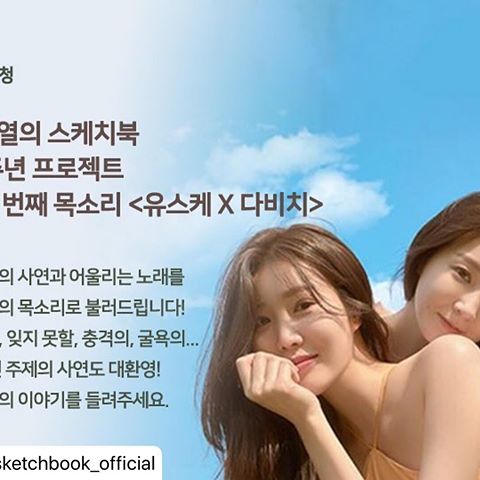 청
열의 스케치북
년 프로젝트
번째 목소리 <유스케 X 다비치>
의 사연과 어울리는 노래를
의 목소리로 불러드립니다!
, 잊지 못할, 충격의, 굴욕의...
주제의 사연도 대환영!
의 이야기를 들려주세요.
sketchbook_official